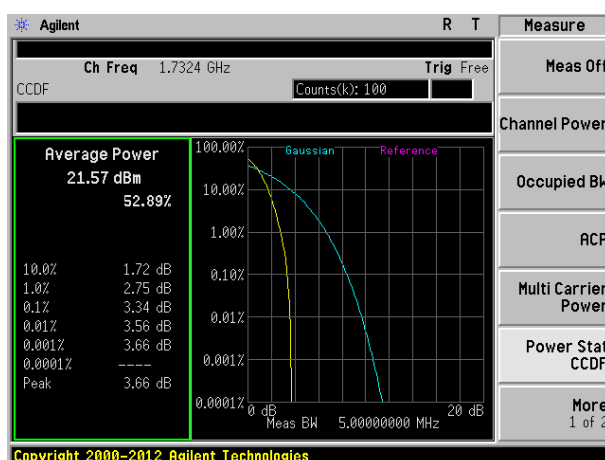 Agilent R T Measure
Ch Freq 1.7324 GHz Trig Free
CCDF Counts(k): 100
Meas Off
Channel Power
Occupied BW
ACP
Multi Carrier
Power
Power Stat
CCDF
More
1 of 2
Average Power
21.57 dBm
52.89%
10.0% 1.72 dB
1.0% 2.75 dB
0.1% 3.34 dB
0.01% 3.56 dB
0.001% 3.66 dB
0.0001% ----
Peak 3.66 dB
Gaussian Reference
100.00%
10.00%
1.00%
0.10%
0.01%
0.001%
0.0001%
0 dB 20 dB
Meas BW 5.00000000 MHz
Copyright 2000-2012 Agilent Technologies